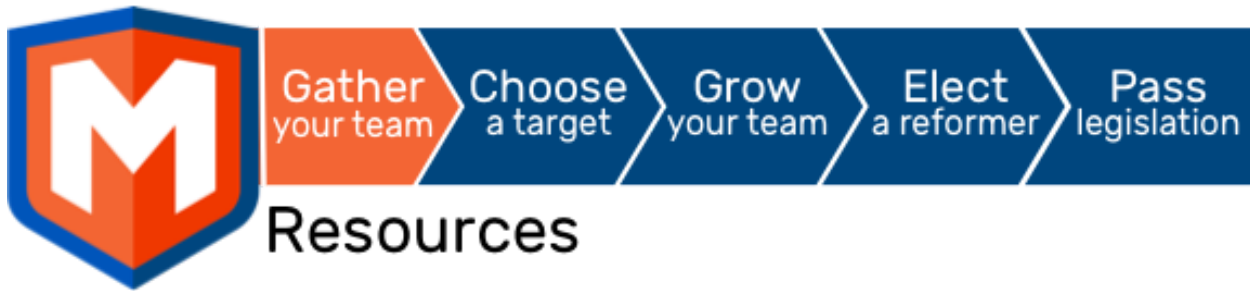 M
Gather
your team
Choose
a target
Grow
your team
Elect
a reformer
Pass
legislation
Resources